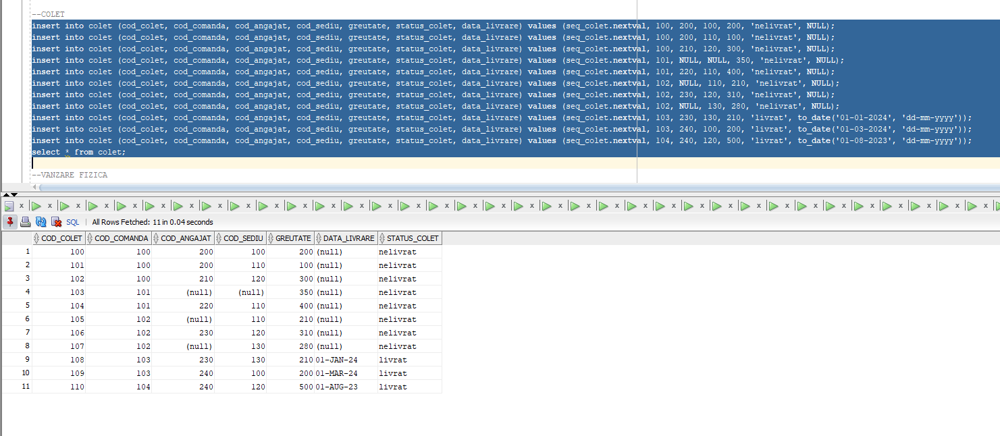 --COLET
insert into colet (cod_colet, cod_comanda, cod_angajat, cod_sediu, greutate, status_colet, data_livrare) values (seq_colet.nextval, 100, 200, 100, 200, 'nelivrat', NULL);
insert into colet (cod_colet, cod_comanda, cod_angajat, cod_sediu, greutate, status_colet, data_livrare) values (seq_colet.nextval, 100, 200, 110, 100, 'nelivrat', NULL);
insert into colet (cod_colet, cod_comanda, cod_angajat, cod_sediu, greutate, status_colet, data_livrare) values (seq_colet.nextval, 100, 210, 120, 300, 'nelivrat', NULL);
insert into colet (cod_colet, cod_comanda, cod_angajat, cod_sediu, greutate, status_colet, data_livrare) values (seq_colet.nextval, 101, NULL, NULL, 350, 'nelivrat', NULL);
insert into colet (cod_colet, cod_comanda, cod_angajat, cod_sediu, greutate, status_colet, data_livrare) values (seq_colet.nextval, 101, 220, 110, 400, 'nelivrat', NULL);
insert into colet (cod_colet, cod_comanda, cod_angajat, cod_sediu, greutate, status_colet, data_livrare) values (seq_colet.nextval, 102, NULL, 110, 210, 'nelivrat', NULL);
insert into colet (cod_colet, cod_comanda, cod_angajat, cod_sediu, greutate, status_colet, data_livrare) values (seq_colet.nextval, 102, 230, 120, 310, 'nelivrat', NULL);
insert into colet (cod_colet, cod_comanda, cod_angajat, cod_sediu, greutate, status_colet, data_livrare) values (seq_colet.nextval, 102, NULL, 130, 280, 'nelivrat', NULL);
insert into colet (cod_colet, cod_comanda, cod_angajat, cod_sediu, greutate, status_colet, data_livrare) values (seq_colet.nextval, 103, 230, 130, 210, 'livrat', to_date('01-01-2024', 'dd-mm-yyyy'));
insert into colet (cod_colet, cod_comanda, cod_angajat, cod_sediu, greutate, status_colet, data_livrare) values (seq_colet.nextval, 103, 240, 100, 200, 'livrat', to_date('01-03-2024', 'dd-mm-yyyy'));
insert into colet (cod_colet, cod_comanda, cod_angajat, cod_sediu, greutate, status_colet, data_livrare) values (seq_colet.nextval, 104, 240, 120, 500, 'livrat', to_date('01-08-2023', 'dd-mm-yyyy'));
select * from colet;
--VANZARE FIZICA
SQL | All Rows Fetched: 11 in 0.04 seconds
COD_COLET COD_COMANDA COD_ANGAJAT COD_SEDIU GREUTATE DATA_LIVRARE STATUS_COLET
1 100 100 200 100 200 (null) nelivrat
2 101 100 200 110 100 (null) nelivrat
3 102 100 210 120 300 (null) nelivrat
4 103 101 (null) (null) 350 (null) nelivrat
5 104 101 220 110 400 (null) nelivrat
6 105 102 (null) 110 210 (null) nelivrat
7 106 102 230 120 310 (null) nelivrat
8 107 102 (null) 130 280 (null) nelivrat
9 108 103 230 130 210 01-JAN-24 livrat
10 109 103 240 100 200 01-MAR-24 livrat
11 110 104 240 120 500 01-AUG-23 livrat